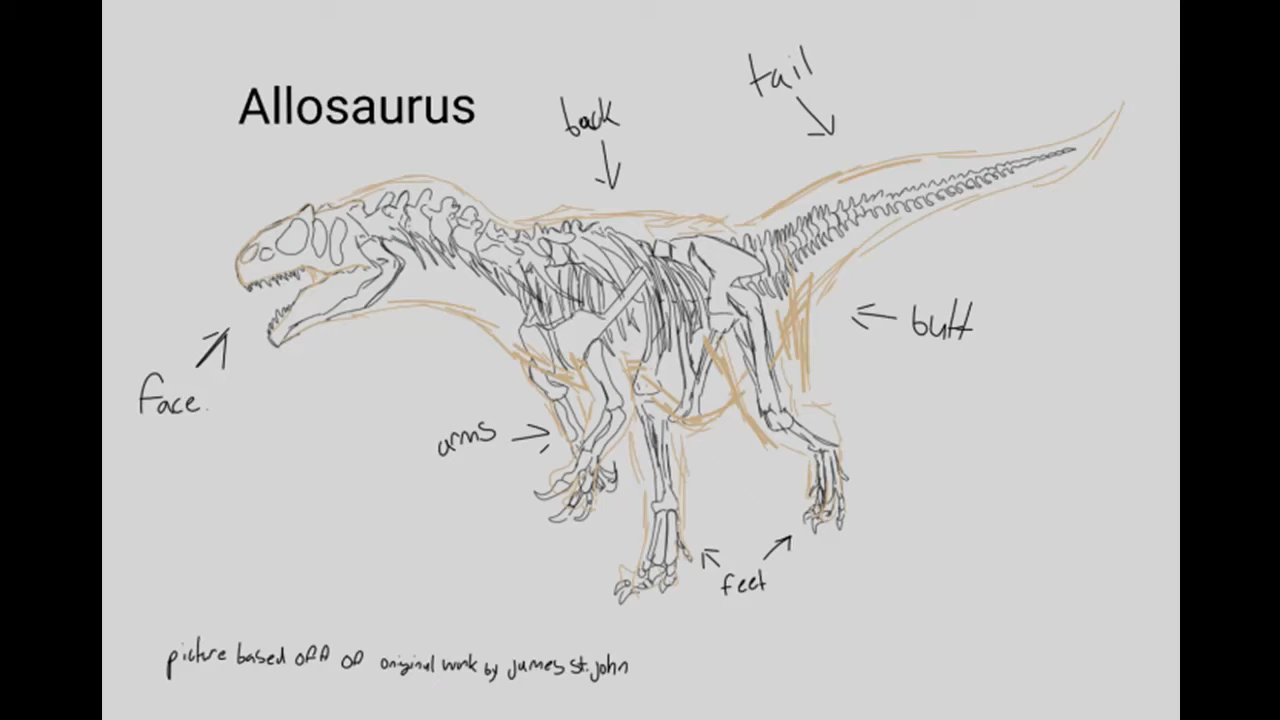 tail
Allosaurus
back
butt
face.
arms
feet
picture based off of original work by james st.john